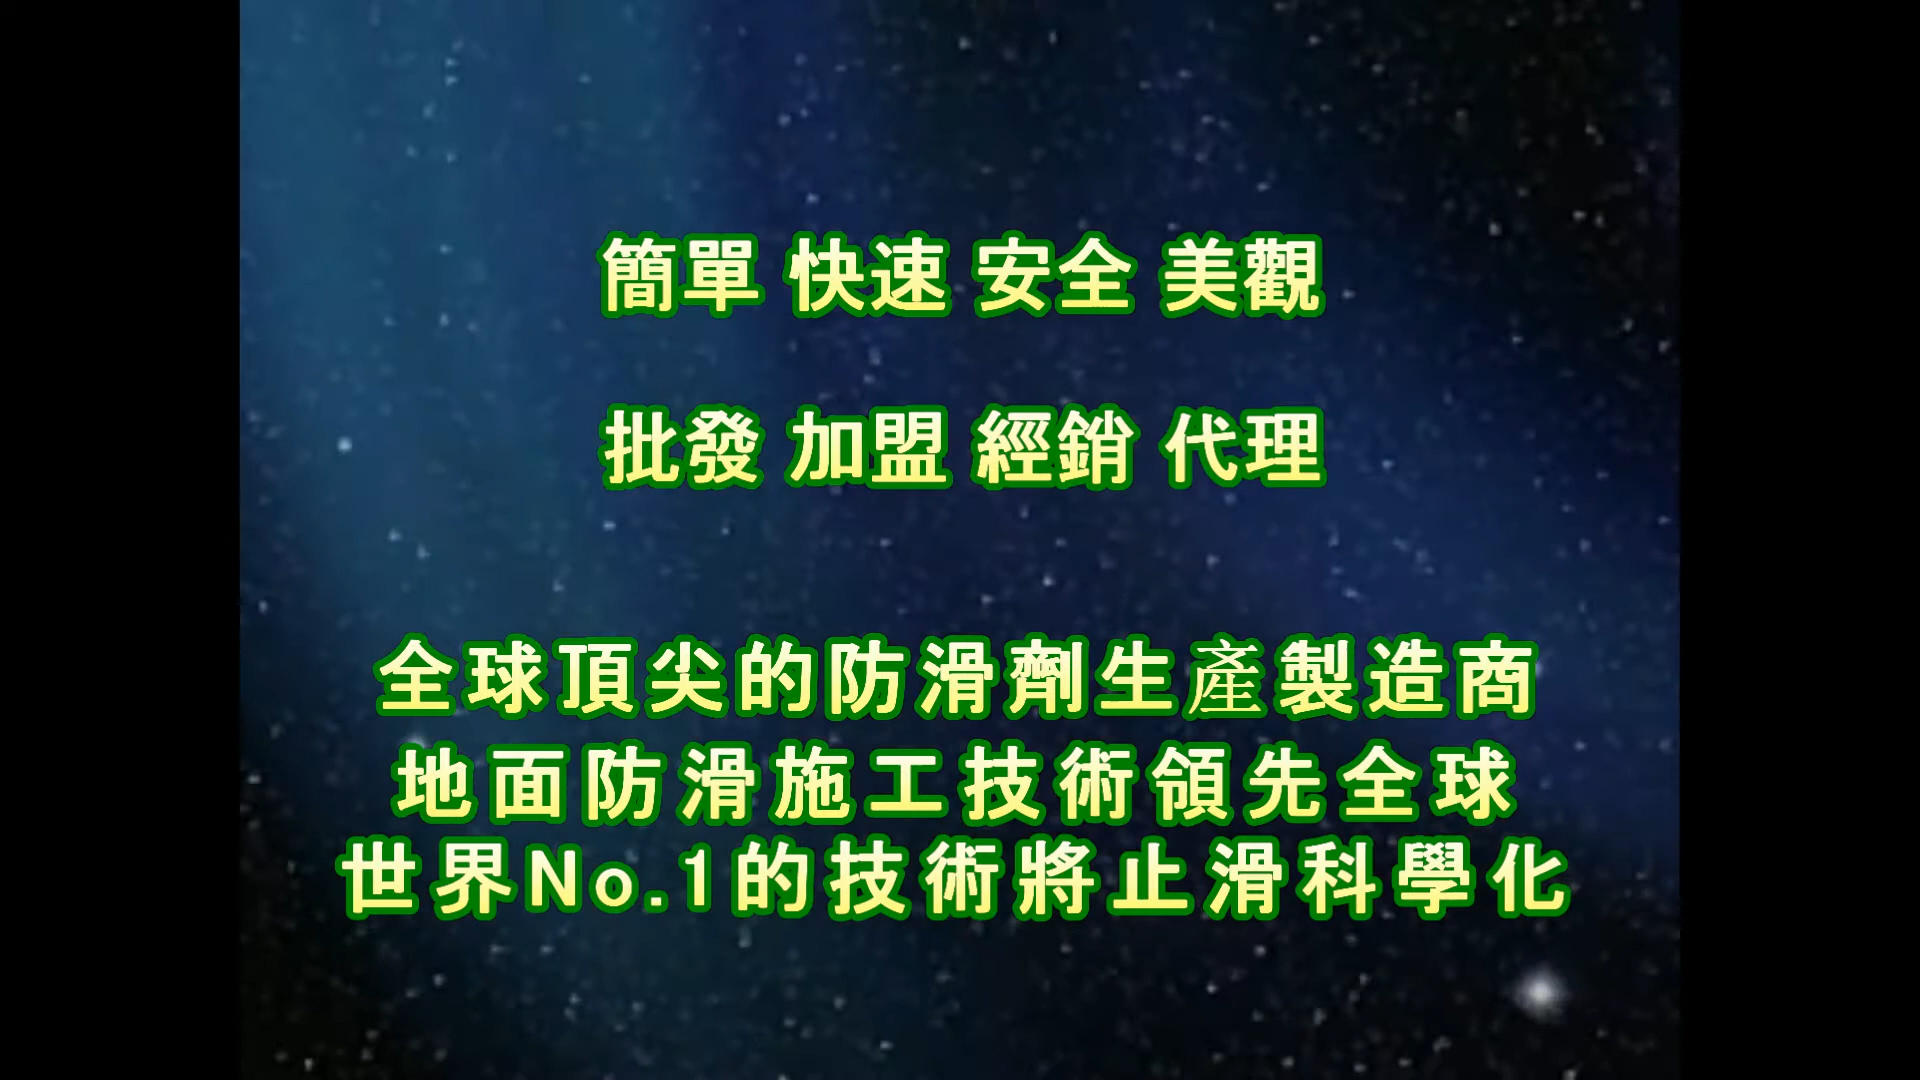 簡單 快速 安全 美觀
批發 加盟 經銷 代理
全球頂尖的防滑劑生產製造商
地面防滑施工技術領先全球
世界No.1的技術將止滑科學化